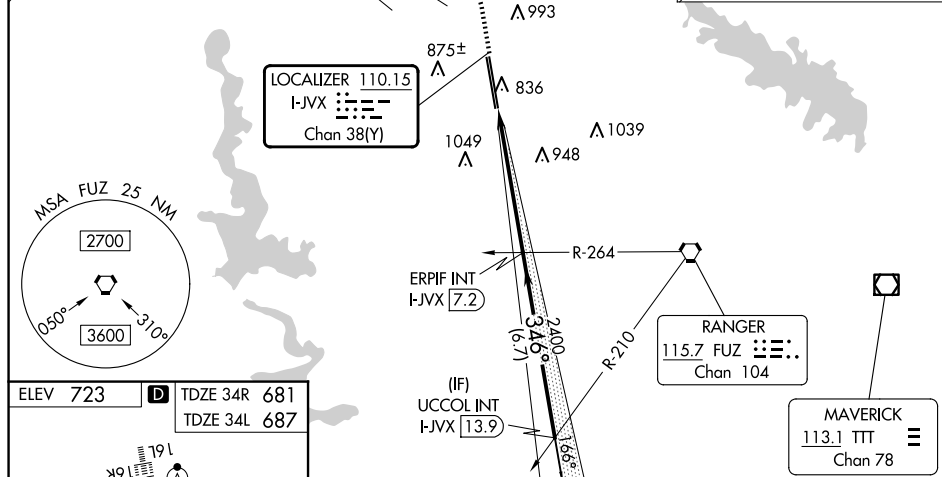 993
875±
LOCALIZER 110.15
I-JVX
Chan 38(Y)
836
1049
948
1039
MSA FUZ 25 NM
2700
050°
310°
3600
R-264
ERPIF INT
I-JVX 7.2
346°
2400
(6.7)
R-210
RANGER
115.7 FUZ
Chan 104
(IF)
UCCOL INT
I-JVX 13.9
166°
MAVERICK
113.1 TTT
Chan 78
ELEV 723 D TDZE 34R 681
TDZE 34L 687
16L
16R
A